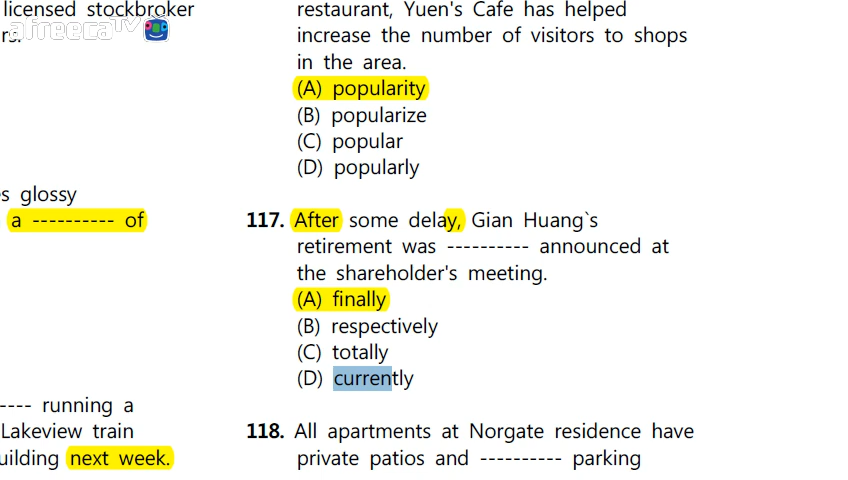 licensed stockbroker
afreecaTV
rs.
es glossy
a ---------- of
---- running a
Lakeview train
uilding next week.
restaurant, Yuen's Cafe has helped
increase the number of visitors to shops
in the area.
(A) popularity
(B) popularize
(C) popular
(D) popularly
117. After some delay, Gian Huang`s
retirement was ---------- announced at
the shareholder's meeting.
(A) finally
(B) respectively
(C) totally
(D) currently
118. All apartments at Norgate residence have
private patios and ---------- parking